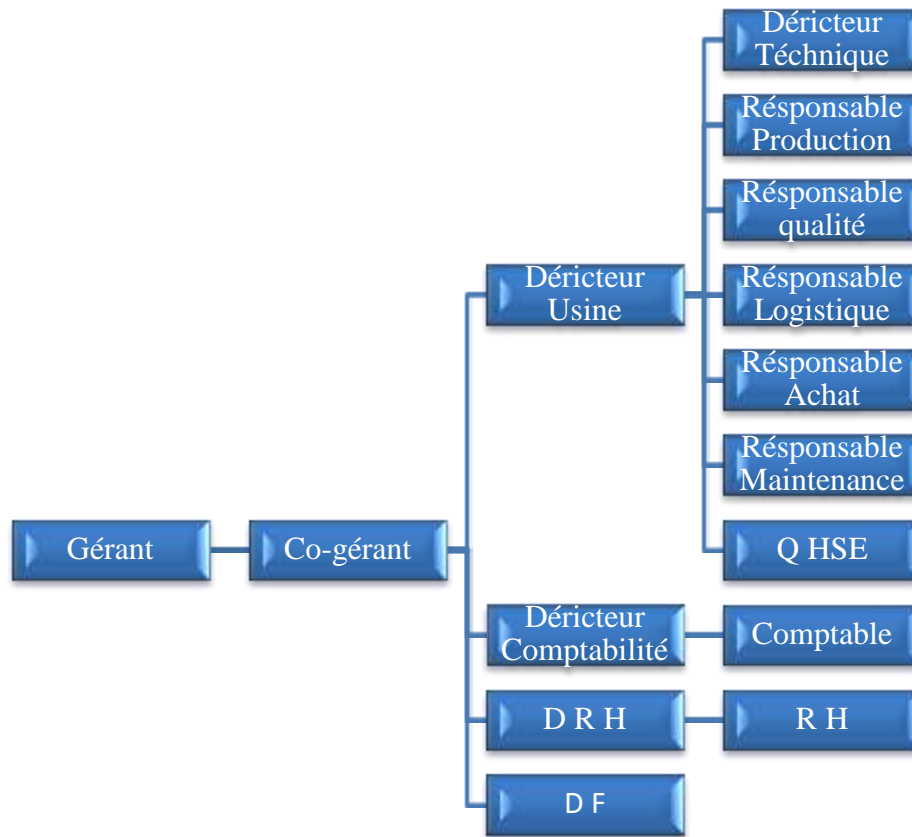 Déricteur
Téchnique
Résponsable
Production
Résponsable
qualité
Déricteur
Usine
Résponsable
Logistique
Résponsable
Achat
Résponsable
Maintenance
Gérant
Co-gérant
Q HSE
Déricteur
Comptabilité
Comptable
D R H
R H
D F